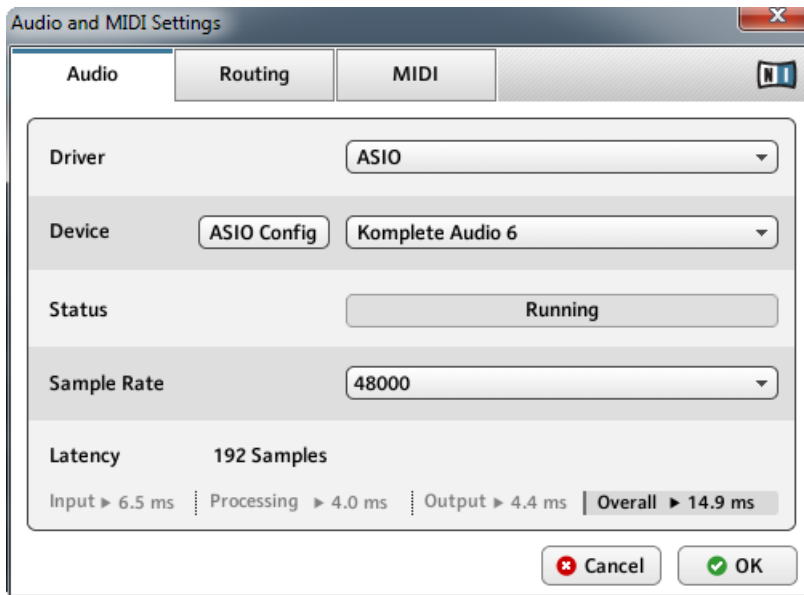 Audio and MIDI Settings
Audio Routing MIDI NI
Driver ASIO
Device ASIO Config Komplete Audio 6
Status Running
Sample Rate 48000
Latency 192 Samples
Input ▶ 6.5 ms Processing ▶ 4.0 ms Output ▶ 4.4 ms Overall ▶ 14.9 ms
Cancel OK